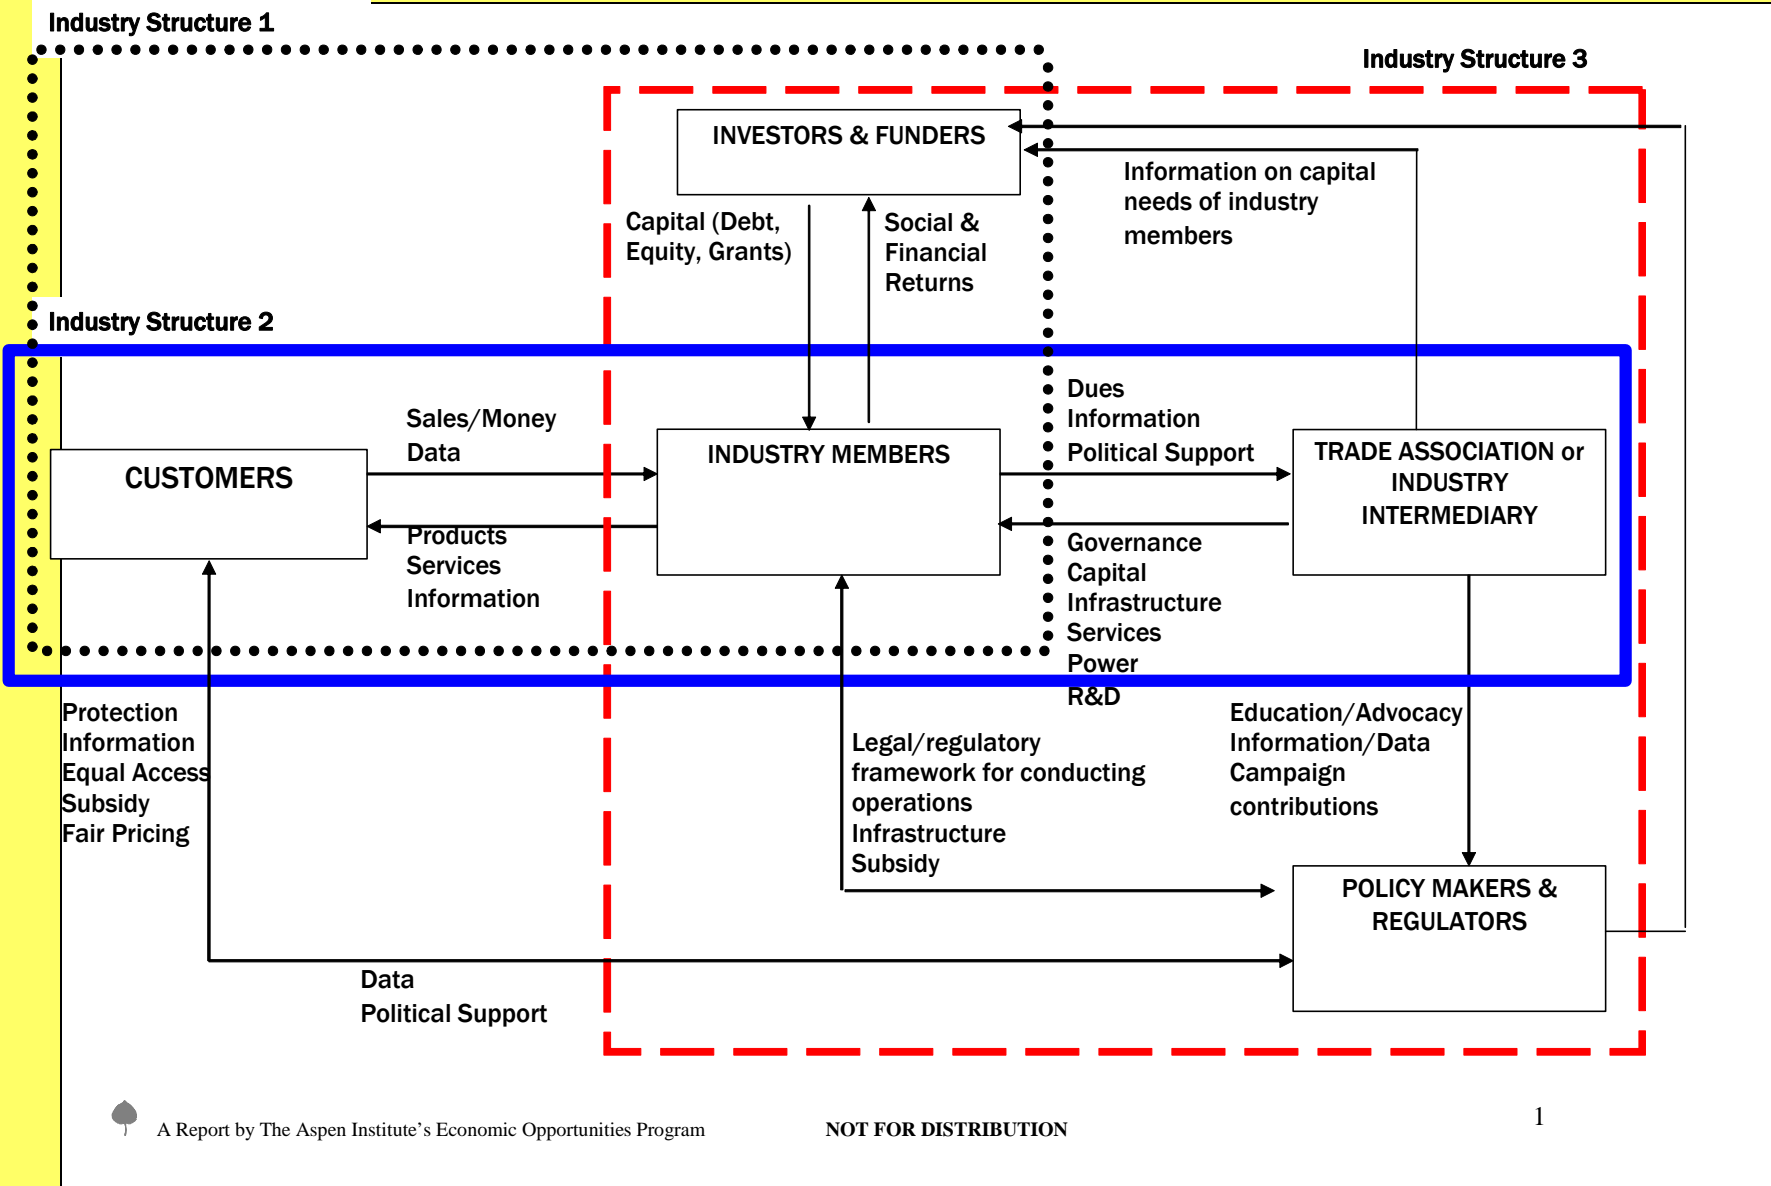 Industry Structure 1
Industry Structure 3
INVESTORS & FUNDERS
Information on capital
needs of industry
members
Capital (Debt,
Equity, Grants)
Social &
Financial
Returns
Industry Structure 2
Sales/Money
Data
Dues
Information
Political Support
CUSTOMERS
INDUSTRY MEMBERS
TRADE ASSOCIATION or
INDUSTRY
INTERMEDIARY
Products
Services
Information
Governance
Capital
Infrastructure
Services
Power
R&D
Protection
Information
Equal Access
Subsidy
Fair Pricing
Legal/regulatory
framework for conducting
operations
Infrastructure
Subsidy
Education/Advocacy
Information/Data
Campaign
contributions
POLICY MAKERS &
REGULATORS
Data
Political Support
A Report by The Aspen Institute's Economic Opportunities Program
NOT FOR DISTRIBUTION
1